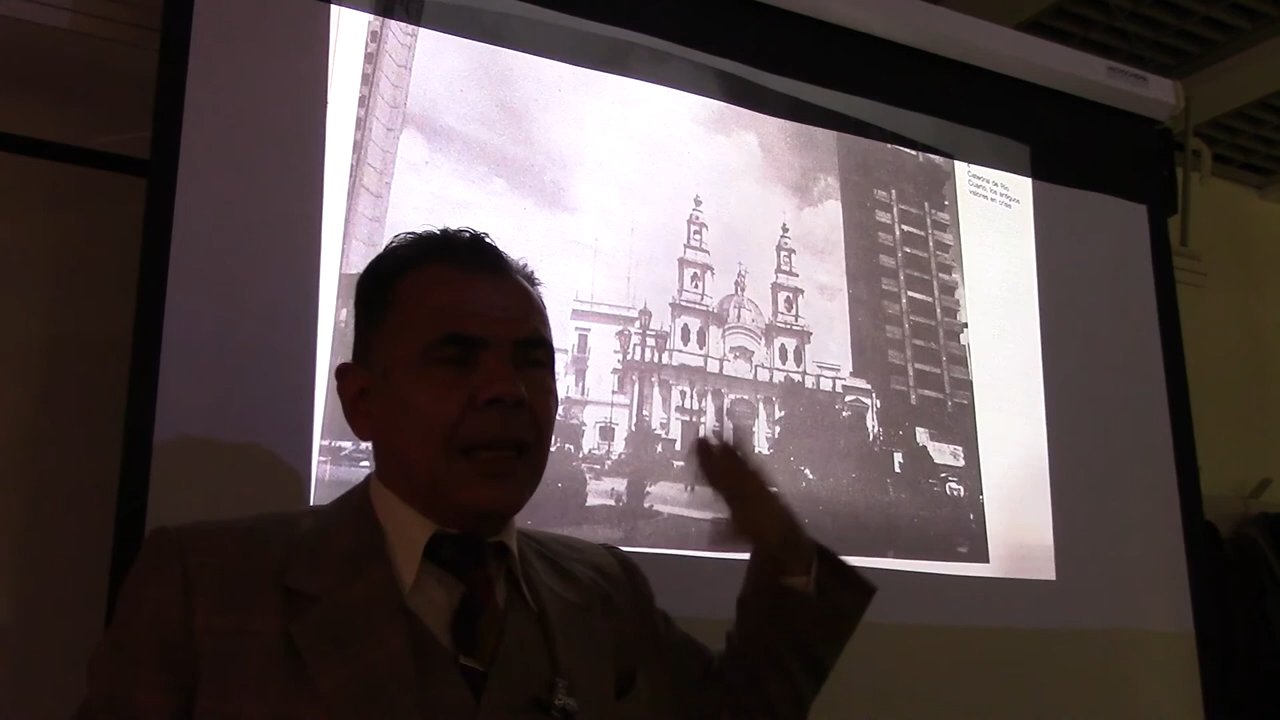 Catedral de Río
Cuarto, los antiguos
valores en crisis